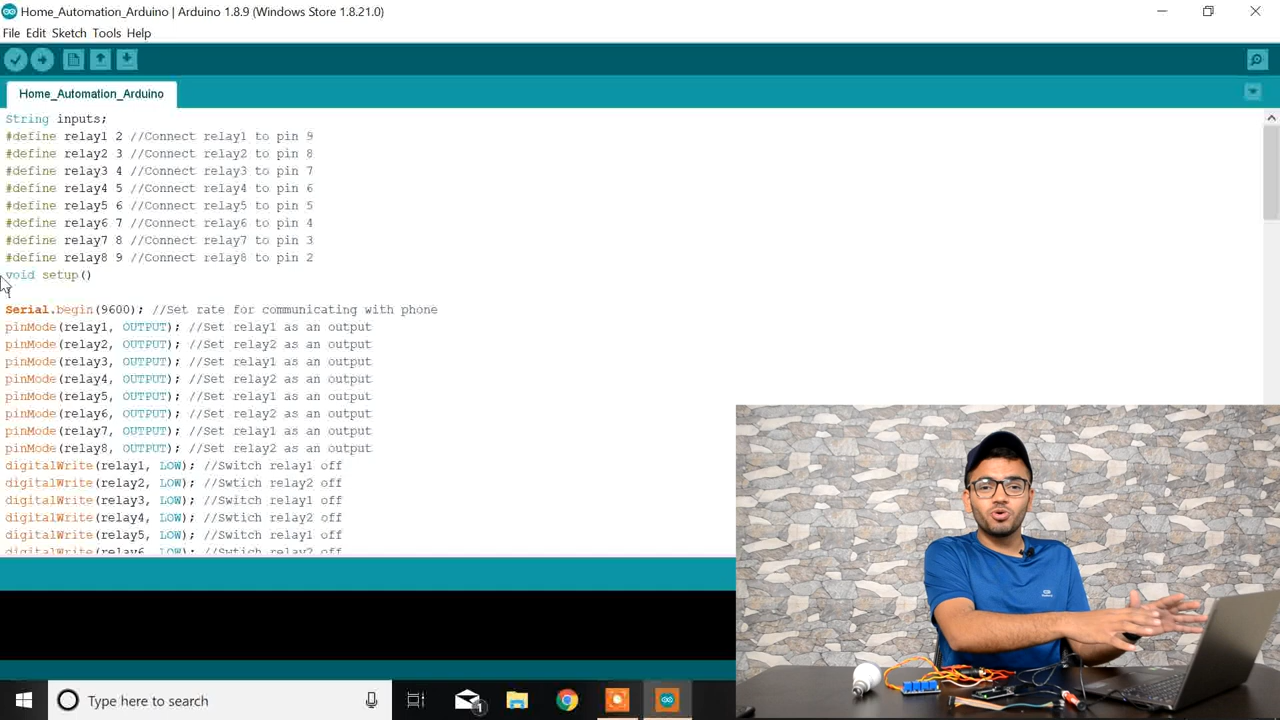 Home_Automation_Arduino | Arduino 1.8.9 (Windows Store 1.8.21.0)
File Edit Sketch Tools Help
Home_Automation_Arduino
String inputs;
#define relay1 2 //Connect relay1 to pin 9
#define relay2 3 //Connect relay2 to pin 8
#define relay3 4 //Connect relay3 to pin 7
#define relay4 5 //Connect relay4 to pin 6
#define relay5 6 //Connect relay5 to pin 5
#define relay6 7 //Connect relay6 to pin 4
#define relay7 8 //Connect relay7 to pin 3
#define relay8 9 //Connect relay8 to pin 2
void setup()
{
Serial.begin(9600); //Set rate for communicating with phone
pinMode(relay1, OUTPUT); //Set relay1 as an output
pinMode(relay2, OUTPUT); //Set relay2 as an output
pinMode(relay3, OUTPUT); //Set relay1 as an output
pinMode(relay4, OUTPUT); //Set relay2 as an output
pinMode(relay5, OUTPUT); //Set relay1 as an output
pinMode(relay6, OUTPUT); //Set relay2 as an output
pinMode(relay7, OUTPUT); //Set relay1 as an output
pinMode(relay8, OUTPUT); //Set relay2 as an output
digitalWrite(relay1, LOW); //Switch relay1 off
digitalWrite(relay2, LOW); //Swtich relay2 off
digitalWrite(relay3, LOW); //Switch relay1 off
digitalWrite(relay4, LOW); //Swtich relay2 off
digitalWrite(relay5, LOW); //Switch relay1 off
digitalWrite(relay6, LOW); //Swtich relay2 off
Type here to search
1